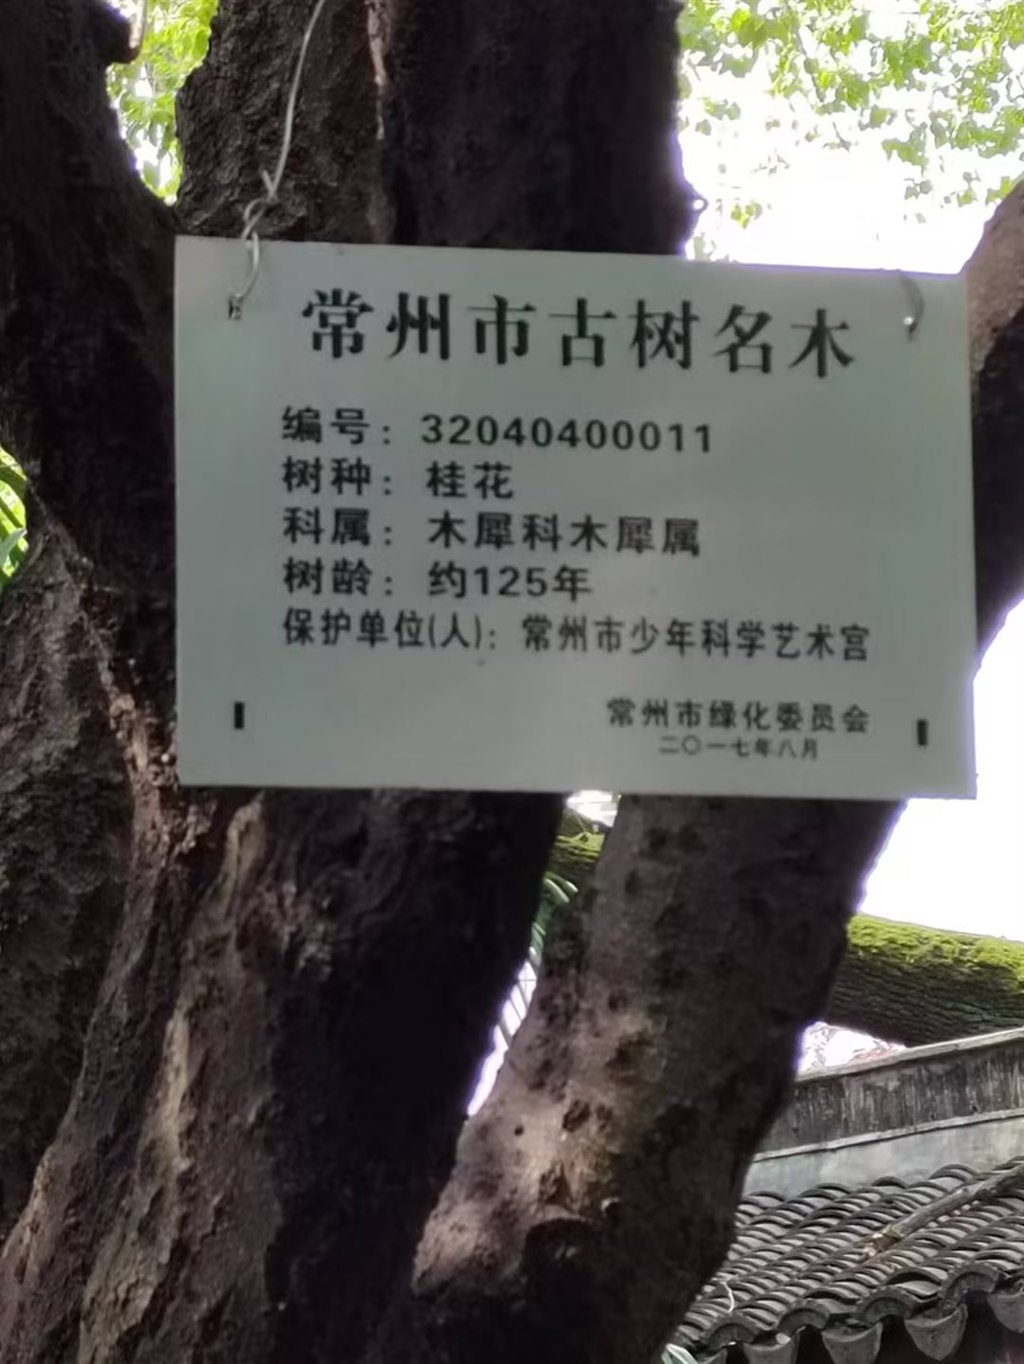 常州市古树名木
编号：32040400011
树种：桂花
科属：木犀科木犀属
树龄：约125年
保护单位(人)：常州市少年科学艺术宫
常州市绿化委员会
二〇一七年八月